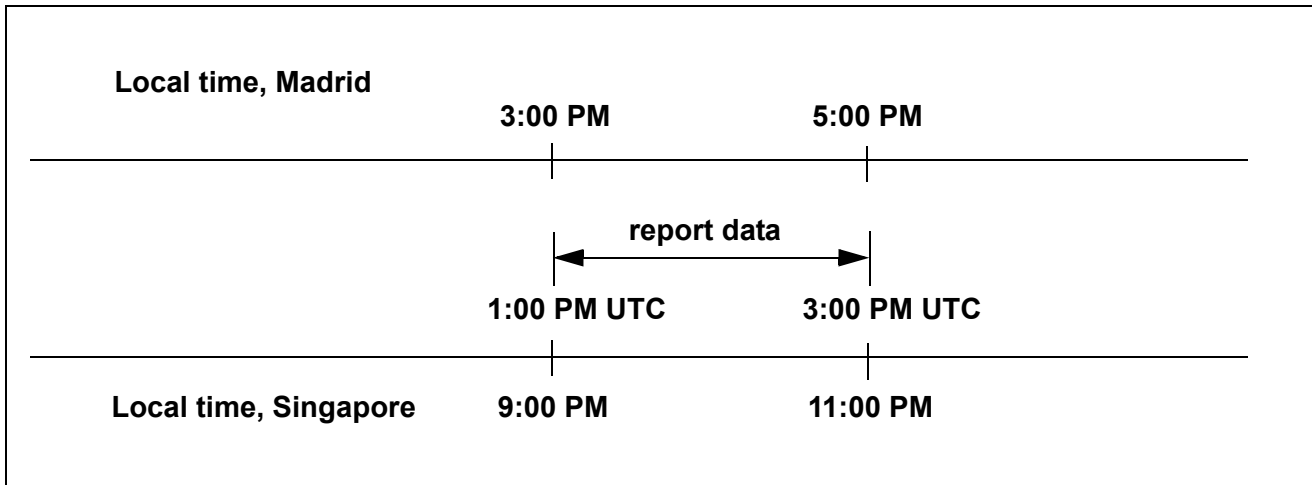 Local time, Madrid
3:00 PM 5:00 PM
report data
1:00 PM UTC 3:00 PM UTC
Local time, Singapore 9:00 PM 11:00 PM